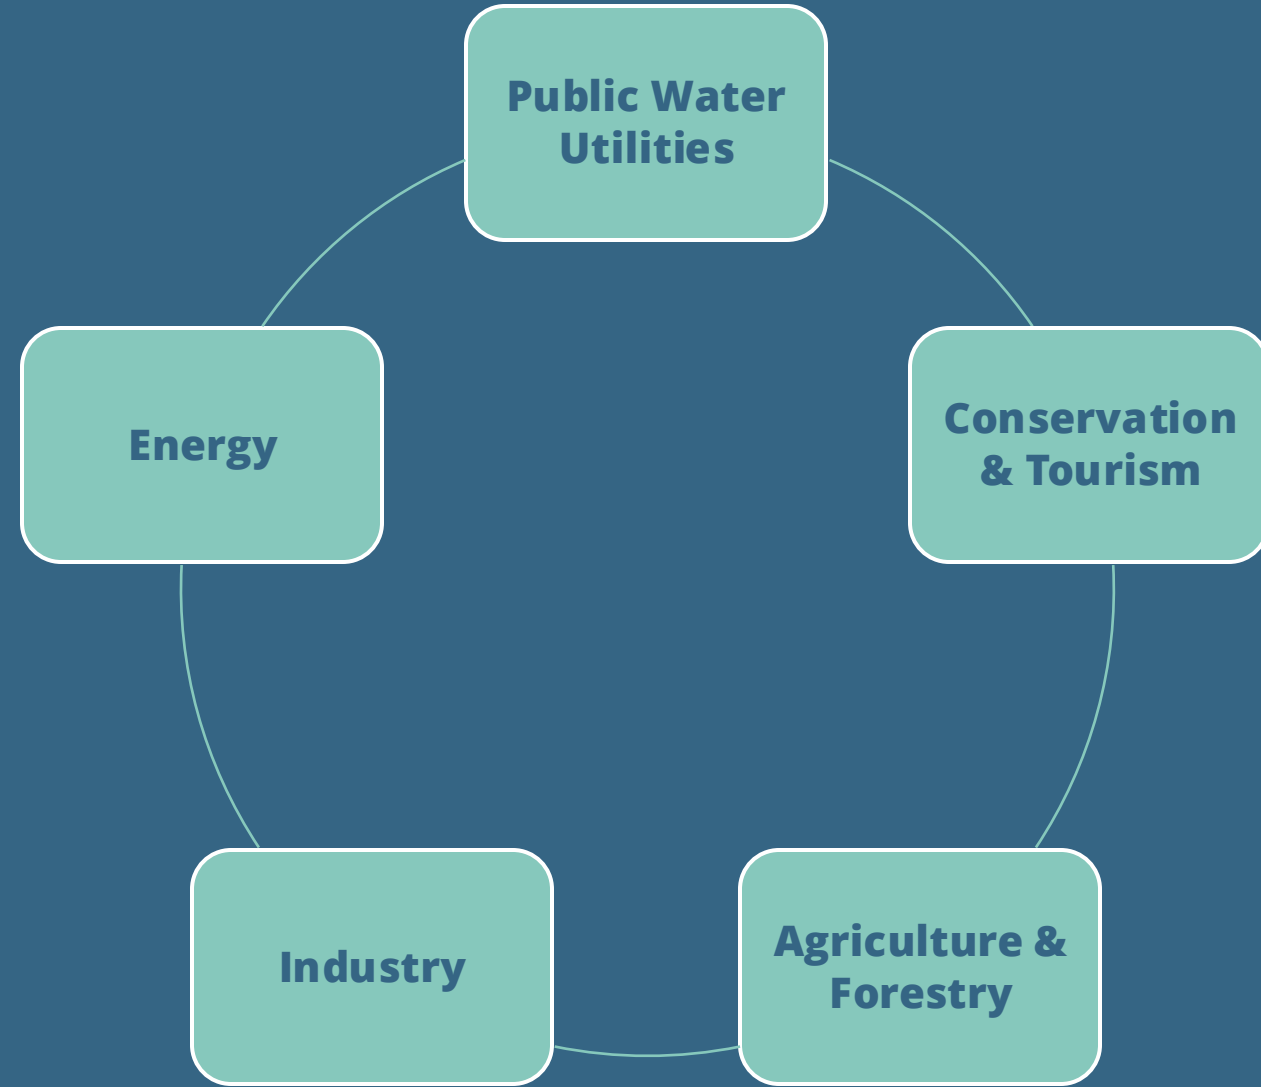 Public Water
Utilities
Conservation
& Tourism
Agriculture &
Forestry
Industry
Energy